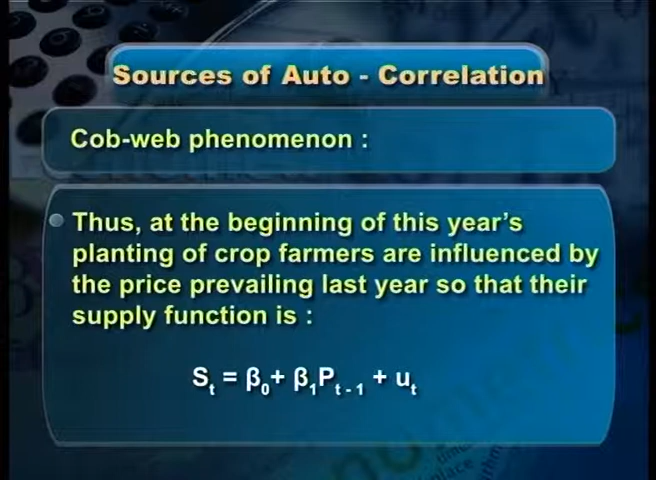 Sources of Auto - Correlation
Cob-web phenomenon :
Thus, at the beginning of this year's
planting of crop farmers are influenced by
the price prevailing last year so that their
supply function is :
Sₜ = β₀+ β₁Pₜ₋₁ + uₜ